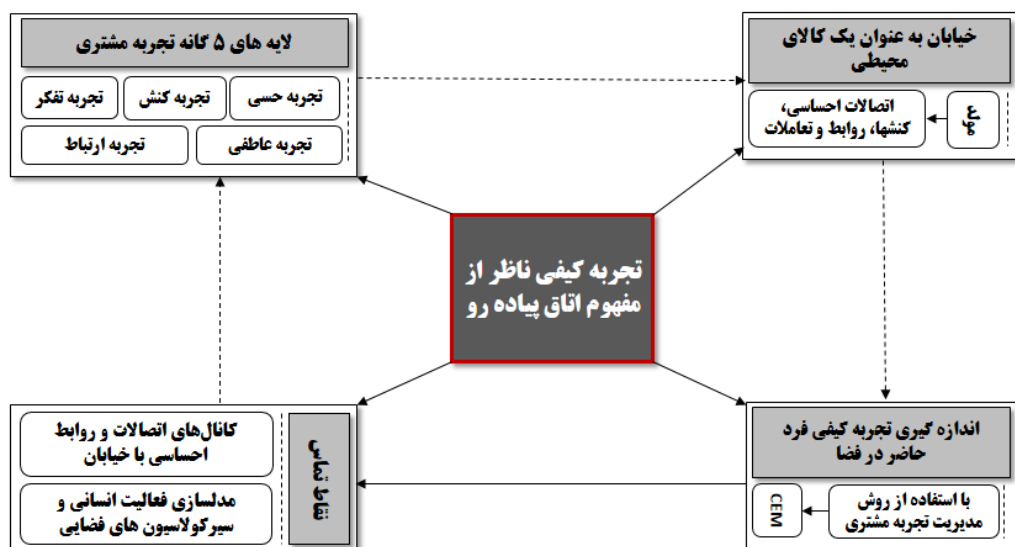 خیابان به عنوان یک کالای
محیطی
مولد
اتصالات احساسی،
کنشها، روابط و تعاملات
لایه های ۵ گانه تجربه مشتری
تجربه حسی
تجربه کنش
تجربه تفکر
تجربه عاطفی
تجربه ارتباط
تجربه کیفی ناظر از
مفهوم اتاق پیاده رو
اندازه گیری تجربه کیفی فرد
حاضر در فضا
با استفاده از روش
مدیریت تجربه مشتری
CEM
نقاط تماس
کانال‌های اتصالات و روابط
احساسی با خیابان
مدلسازی فعالیت انسانی و
سیرکولاسیون های فضایی